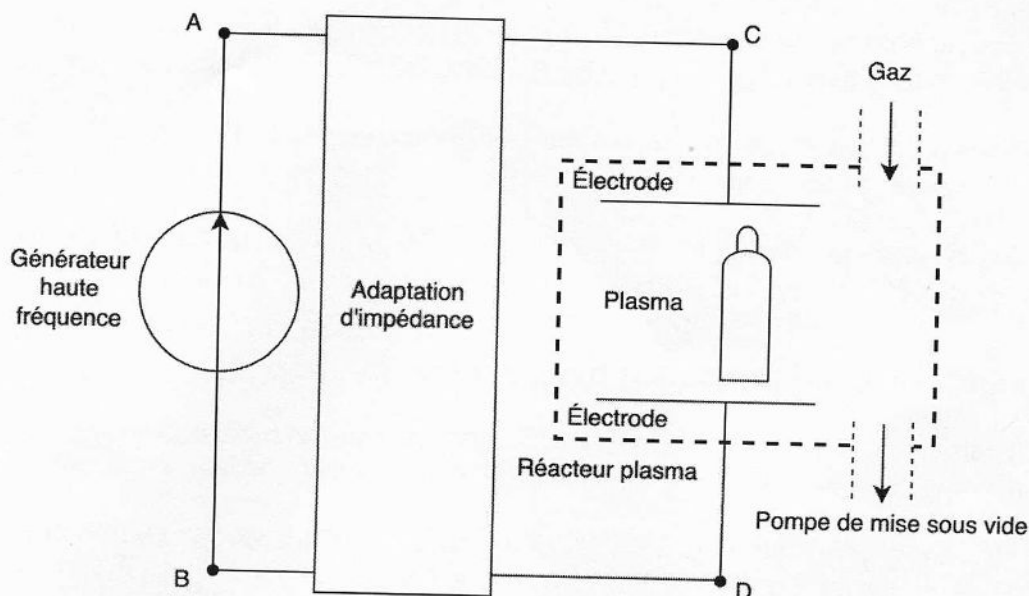 A
C
Gaz
Électrode
Générateur
haute
fréquence
Adaptation
d'impédance
Plasma
Électrode
Réacteur plasma
Pompe de mise sous vide
B
D